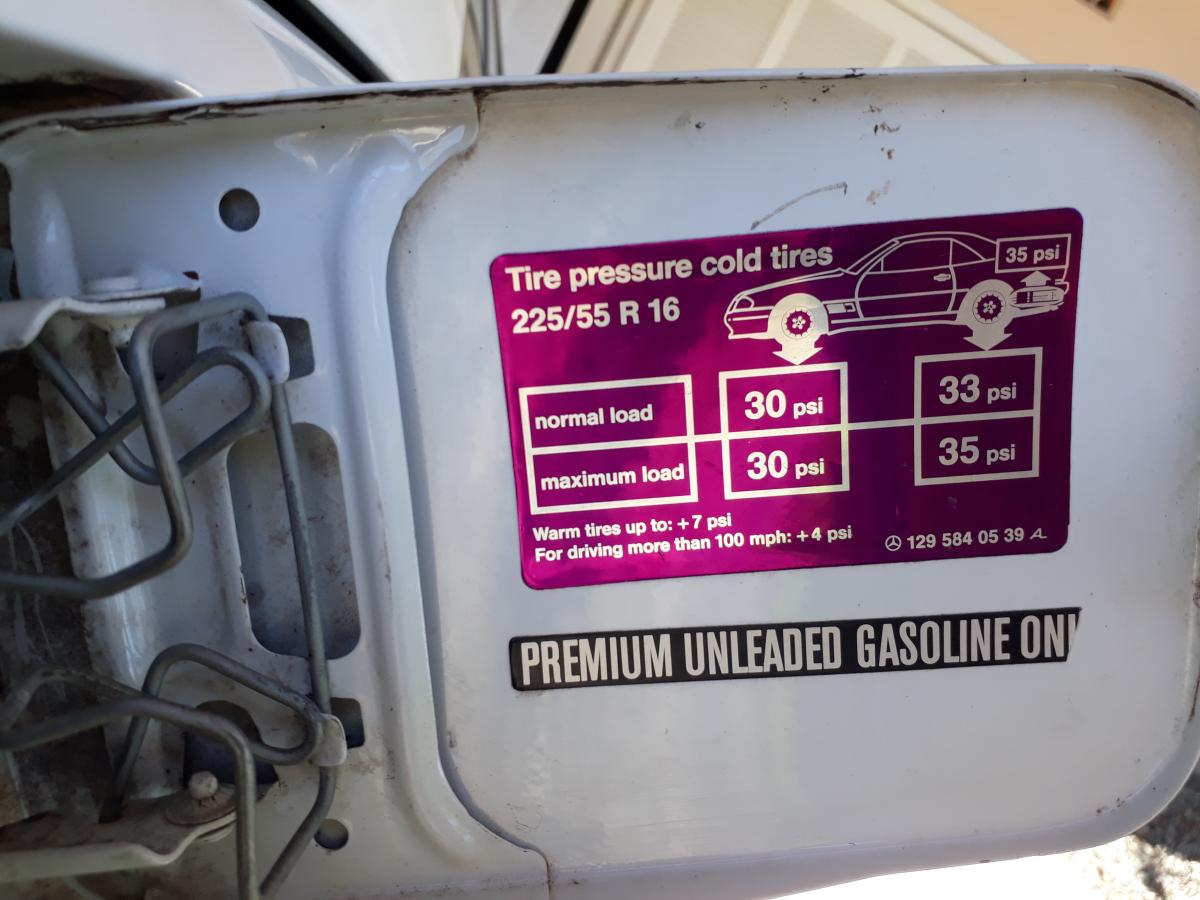 Tire pressure cold tires
225/55 R 16
35 psi
normal load 30 psi 33 psi
maximum load 30 psi 35 psi
Warm tires up to: +7 psi
For driving more than 100 mph: +4 psi
129 584 05 39 A
PREMIUM UNLEADED GASOLINE ON